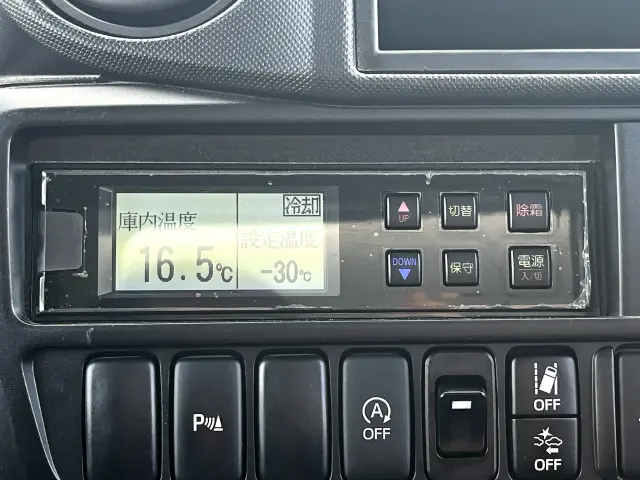 冷却
庫内温度
設定温度
16.5℃
-30℃
UP
切替
除霜
DOWN
保守
電源
入/切
P
A
OFF
OFF
OFF